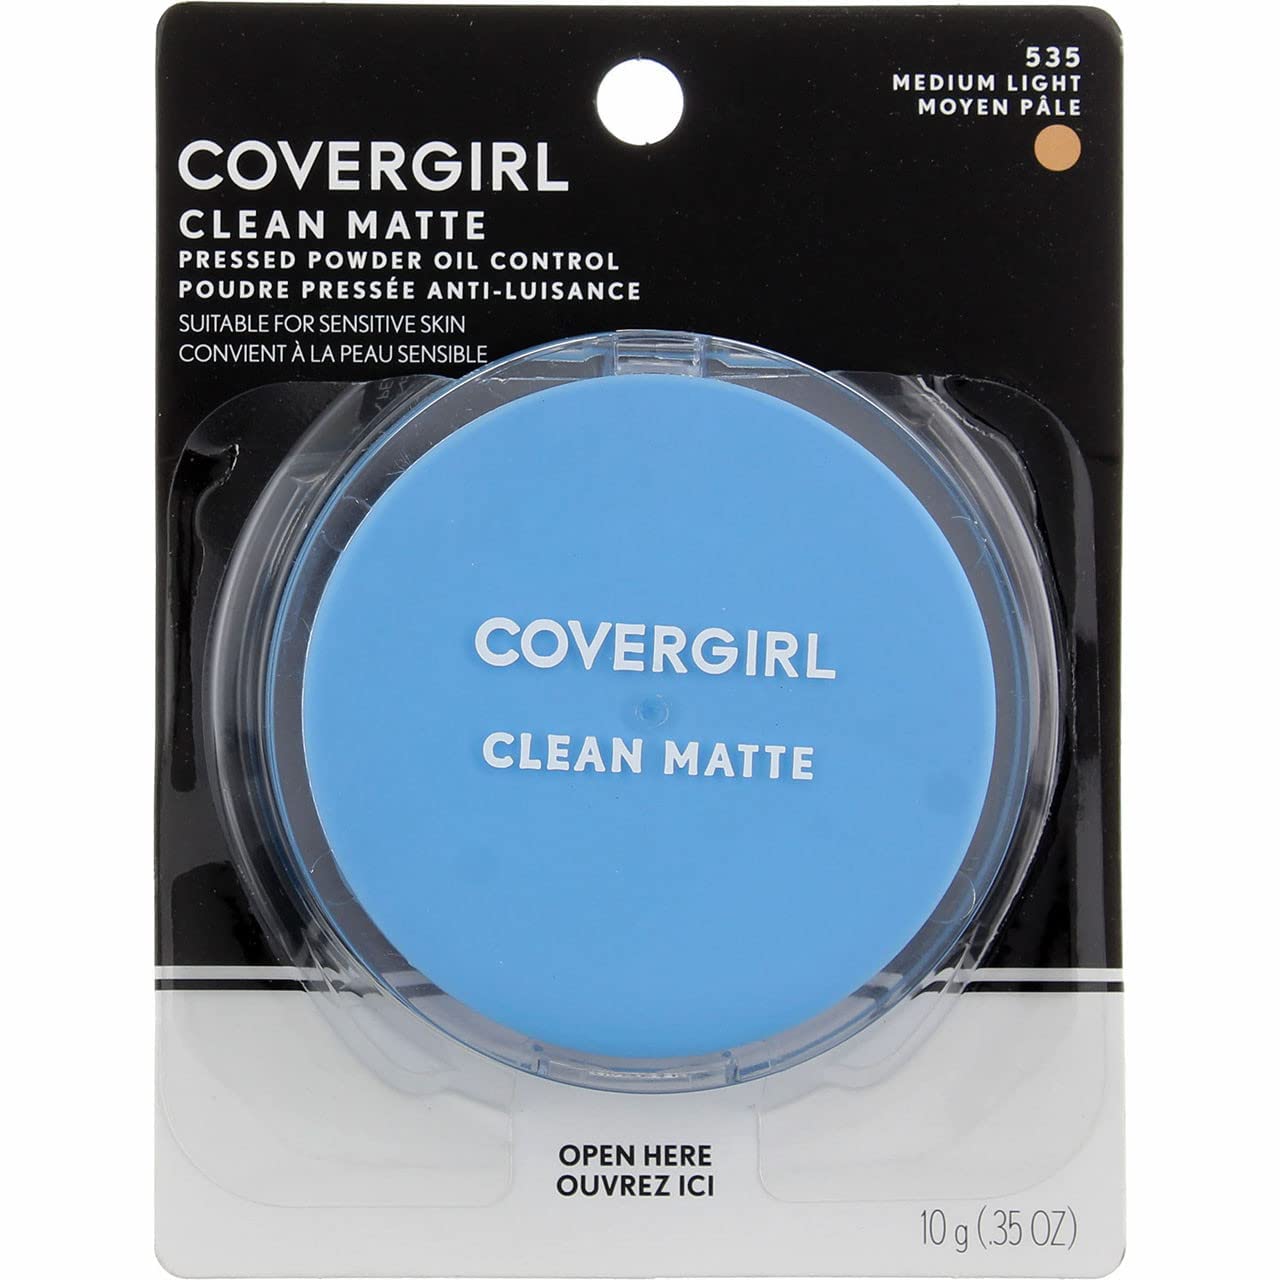 535
MEDIUM LIGHT
MOYEN PÂLE
COVERGIRL
CLEAN MATTE
PRESSED POWDER OIL CONTROL
POUDRE PRESSÉE ANTI-LUISANCE
SUITABLE FOR SENSITIVE SKIN
CONVIENT À LA PEAU SENSIBLE
COVERGIRL
CLEAN MATTE
OPEN HERE
OUVREZ ICI
10 g (.35 OZ)